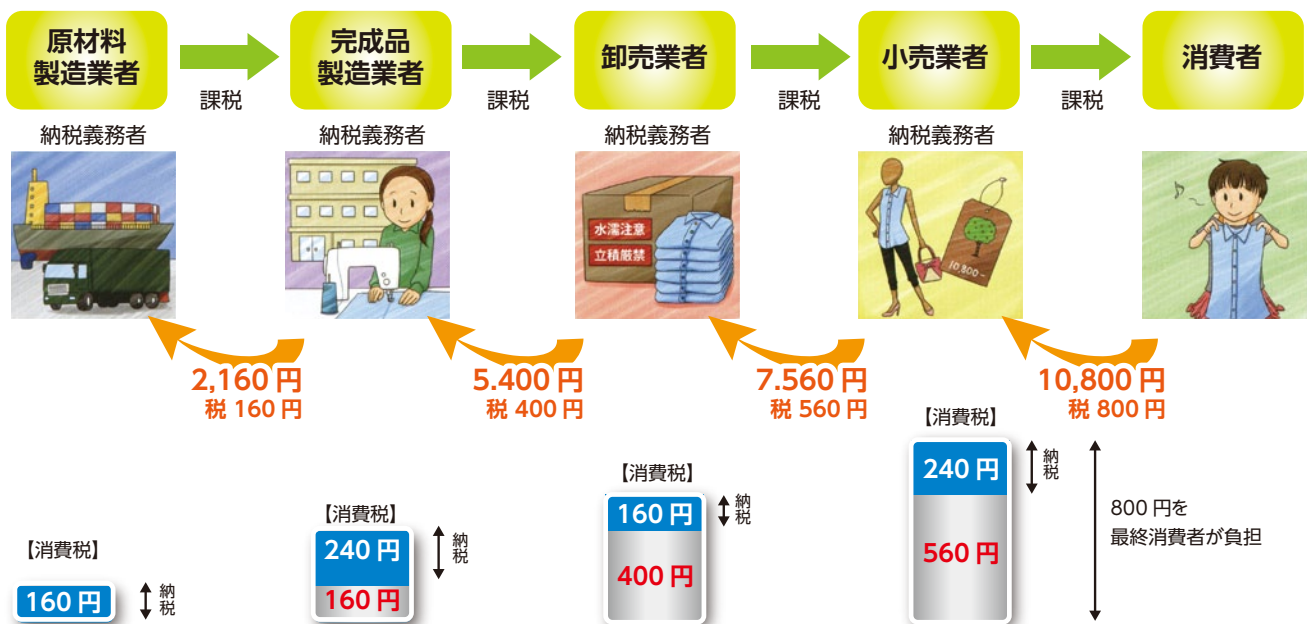 原材料
製造業者
完成品
製造業者
卸売業者
小売業者
消費者
課税
課税
課税
課税
納税義務者
納税義務者
納税義務者
納税義務者
水濡注意
立積厳禁
10,800-
2,160 円
税 160 円
5.400 円
税 400 円
7.560 円
税 560 円
10,800 円
税 800 円
【消費税】
160 円
納税
【消費税】
240 円
160 円
納税
【消費税】
160 円
400 円
納税
【消費税】
240 円
560 円
納税
800 円を
最終消費者が負担